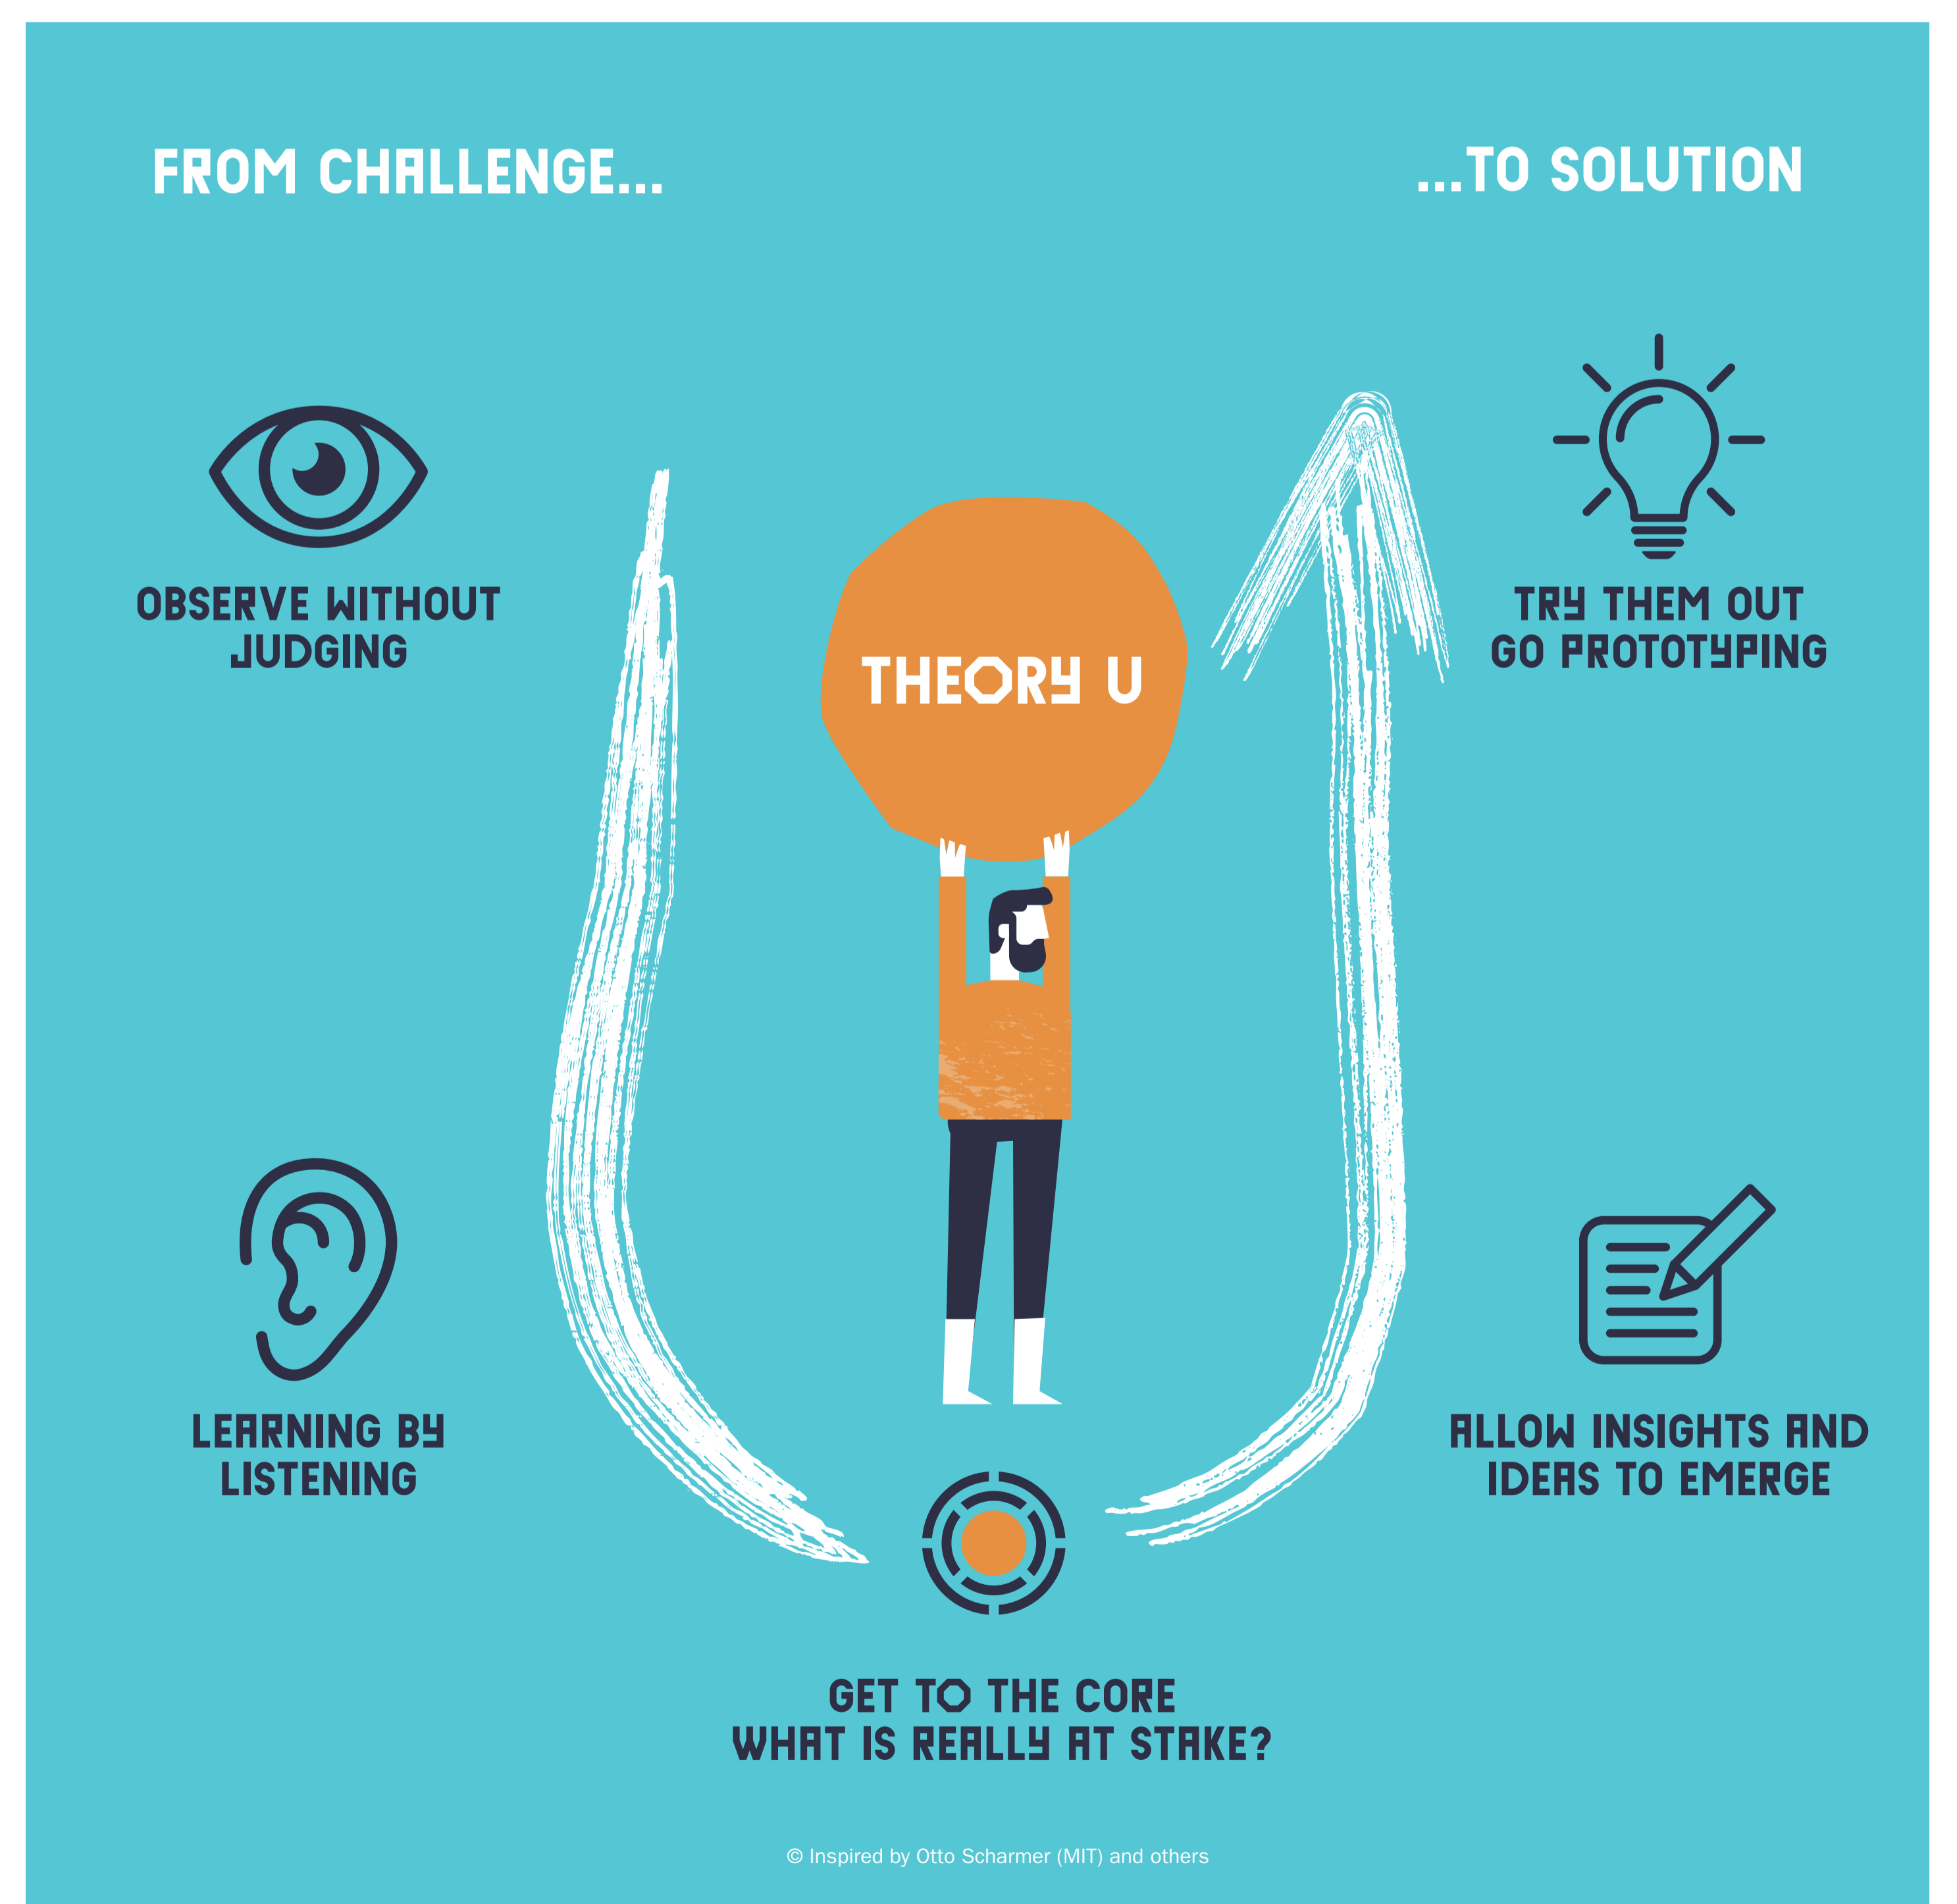 FROM CHALLENGE...
...TO SOLUTION
OBSERVE WITHOUT
JUDGING
TRY THEM OUT
GO PROTOTYPING
THEORY U
LEARNING BY
LISTENING
ALLOW INSIGHTS AND
IDEAS TO EMERGE
GET TO THE CORE
WHAT IS REALLY AT STAKE?
© Inspired by Otto Scharmer (MIT) and others